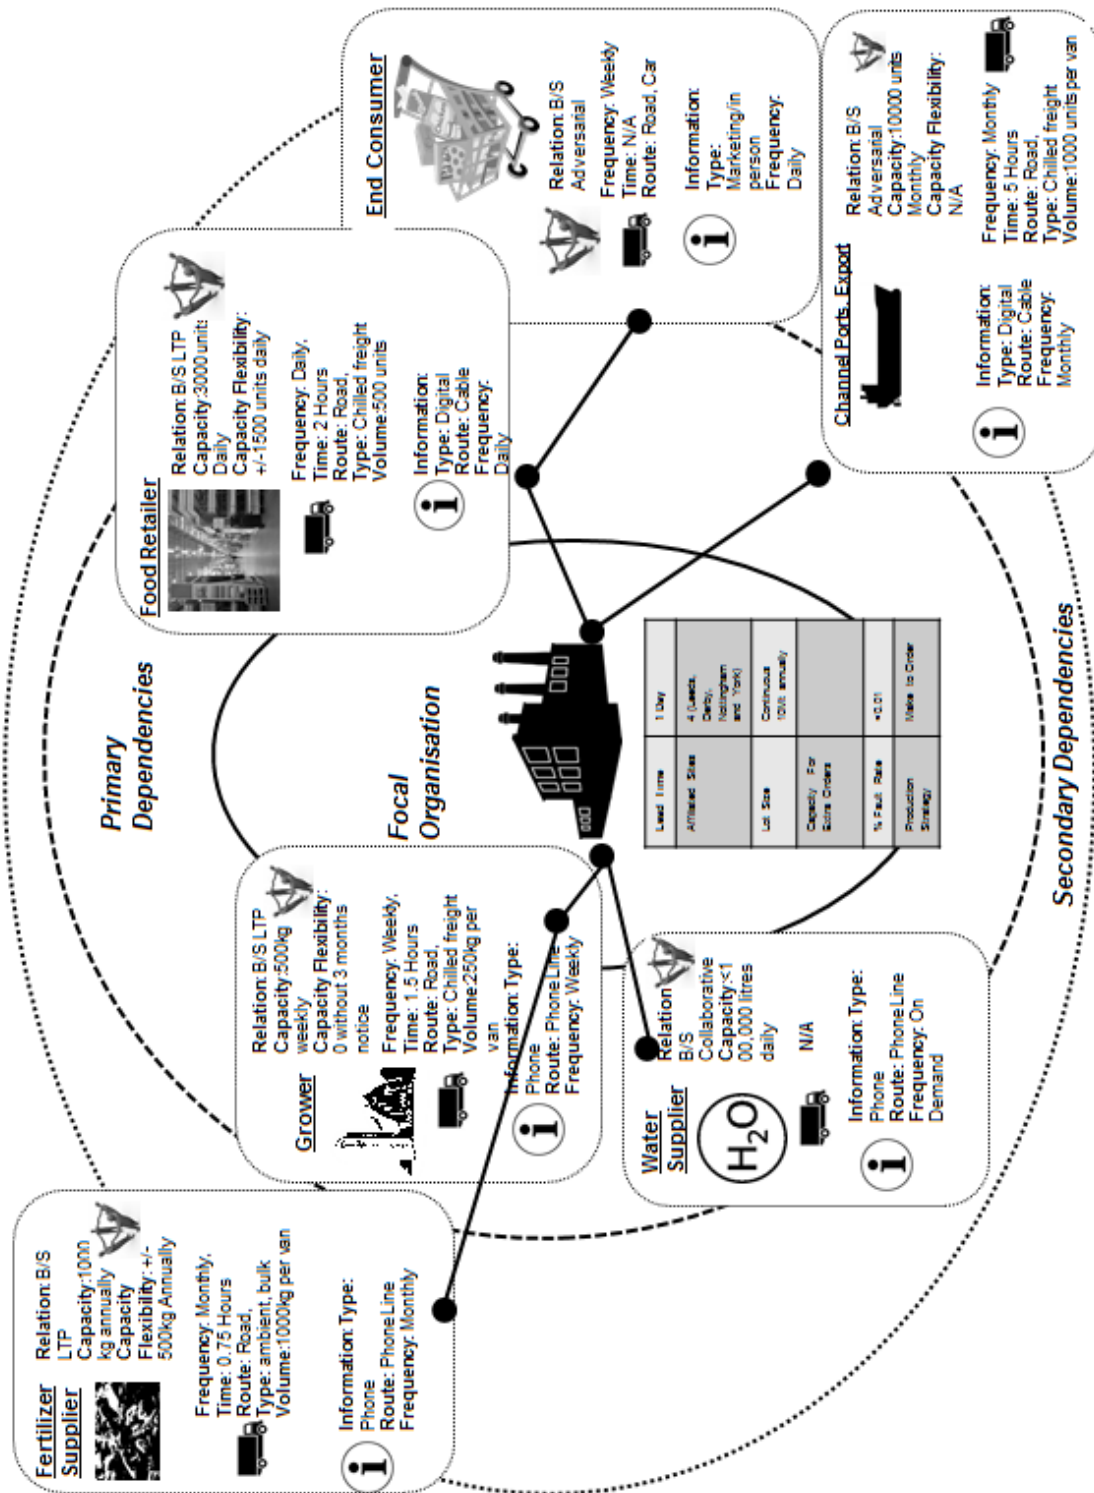 Fertilizer
Supplier
Relation: B/S
LTP
Capacity:1000
kg annually
Capacity
Flexibility: +/-
500kg Annually
Frequency: Monthly,
Time: 0.75 Hours
Route: Road,
Type: ambient, bulk
Volume:1000kg per van
Information: Type:
Phone
Route: PhoneLine
Frequency: Monthly
Grower
Relation: B/S LTP
Capacity:500kg
weekly
Capacity Flexibility:
0 without 3 months
notice
Frequency: Weekly,
Time: 1.5 Hours
Route: Road,
Type: Chilled freight
Volume:250kg per
van
Information: Type:
Phone
Route: PhoneLine
Frequency: Weekly
Water
Supplier
H2O
Relation
B/S
Collaborative
Capacity:<1
00,000 litres
daily
N/A
Information: Type:
Phone
Route: PhoneLine
Frequency: On
Demand
Primary
Dependencies
Focal
Organisation
Lead Time
1 Day
Affiliated Sites
4 (Leeds,
Derby,
Nottingham
and York)
Lot Size
Continuous
10Mt annually
Capacity For
Extra Orders
% Fault Rate
<0.01
Production
Strategy
Make to Order
Secondary Dependencies
Food Retailer
Relation: B/S LTP
Capacity:3000 units
Daily
Capacity Flexibility:
+/-1500 units daily
Frequency: Daily,
Time: 2 Hours
Route: Road,
Type: Chilled freight
Volume:500 units
Information:
Type: Digital
Route: Cable
Frequency:
Daily
End Consumer
Relation: B/S
Adversarial
Frequency: Weekly
Time: N/A
Route: Road, Car
Information:
Type:
Marketing/in
person
Frequency:
Daily
Channel Ports, Export
Relation: B/S
Adversarial
Capacity:10000 units
Monthly
Capacity Flexibility:
N/A
Frequency: Monthly
Time: 5 Hours
Route: Road,
Type: Chilled freight
Volume:1000 units per van
Information:
Type: Digital
Route: Cable
Frequency:
Monthly